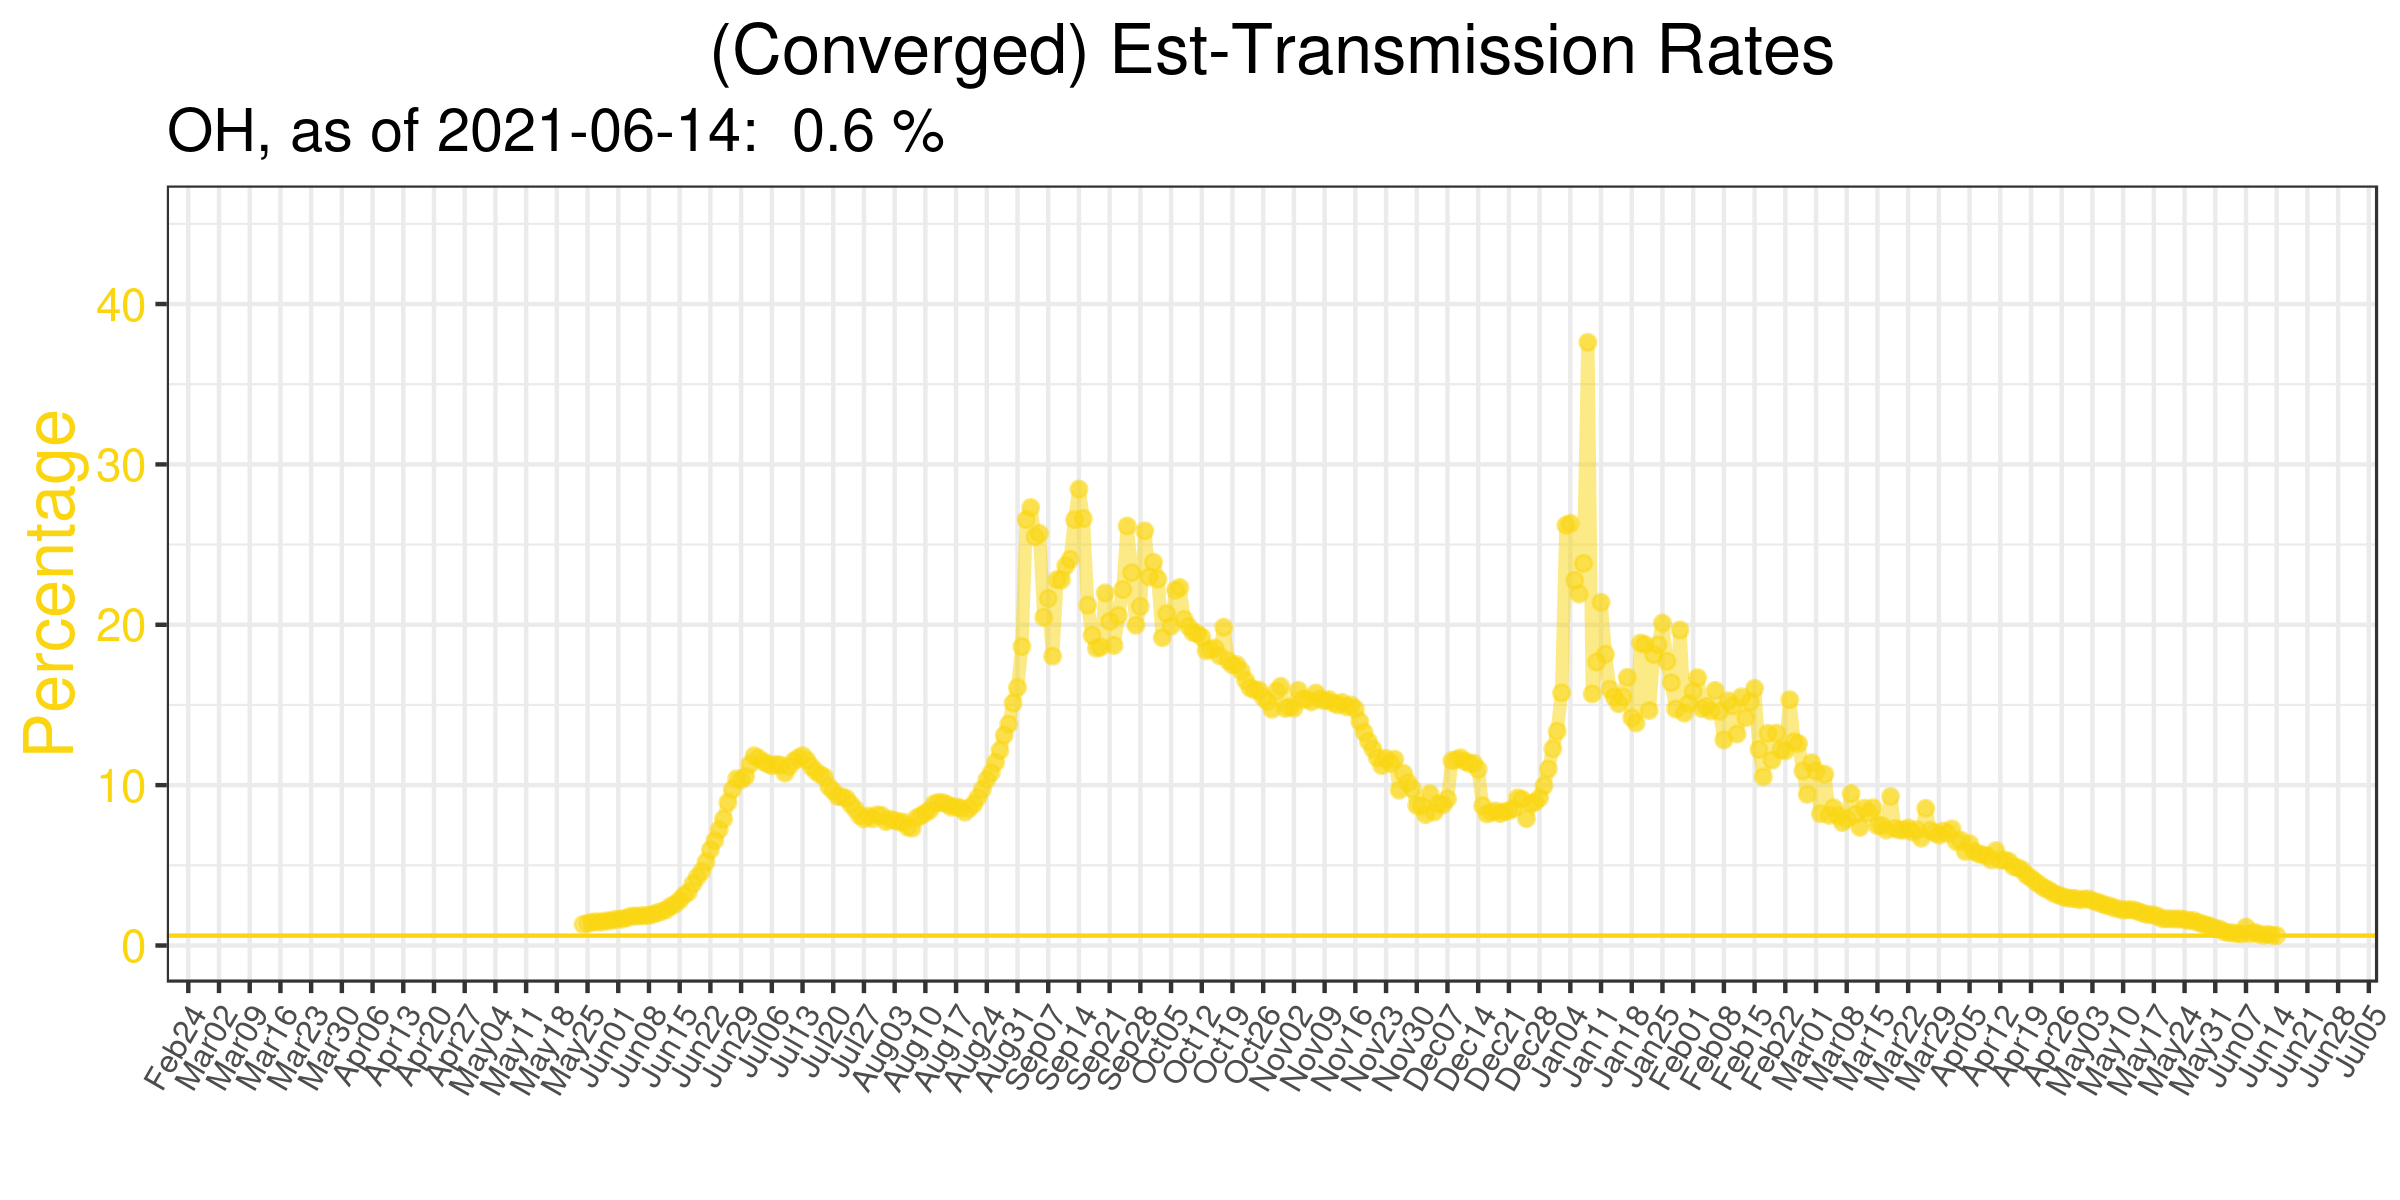 (Converged) Est-Transmission Rates
OH, as of 2021-06-14:  0.6 %
Percentage
40
30
20
10
0
Feb24
Mar02
Mar09
Mar16
Mar23
Mar30
Apr06
Apr13
Apr20
Apr27
May04
May11
May18
May25
Jun01
Jun08
Jun15
Jun22
Jun29
Jul06
Jul13
Jul20
Jul27
Aug03
Aug10
Aug17
Aug24
Aug31
Sep07
Sep14
Sep21
Sep28
Oct05
Oct12
Oct19
Oct26
Nov02
Nov09
Nov16
Nov23
Nov30
Dec07
Dec14
Dec21
Dec28
Jan04
Jan11
Jan18
Jan25
Feb01
Feb08
Feb15
Feb22
Mar01
Mar08
Mar15
Mar22
Mar29
Apr05
Apr12
Apr19
Apr26
May03
May10
May17
May24
May31
Jun07
Jun14
Jun21
Jun28
Jul05